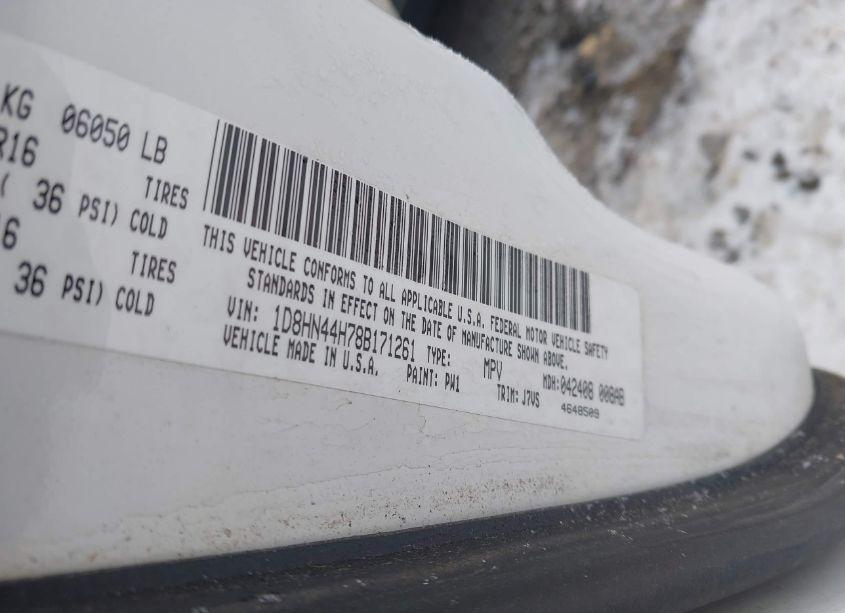 KG 06050 LB
R16 TIRES
( 36 PSI) COLD
6 TIRES
36 PSI) COLD
THIS VEHICLE CONFORMS TO ALL APPLICABLE U.S.A. FEDERAL MOTOR VEHICLE SAFETY
STANDARDS IN EFFECT ON THE DATE OF MANUFACTURE SHOWN ABOVE.
VIN: 1D8HN44H78B171261 TYPE: MPV MDH:042408 008AB
VEHICLE MADE IN U.S.A. PAINT: PW1 TRIM: J7V5 4648509